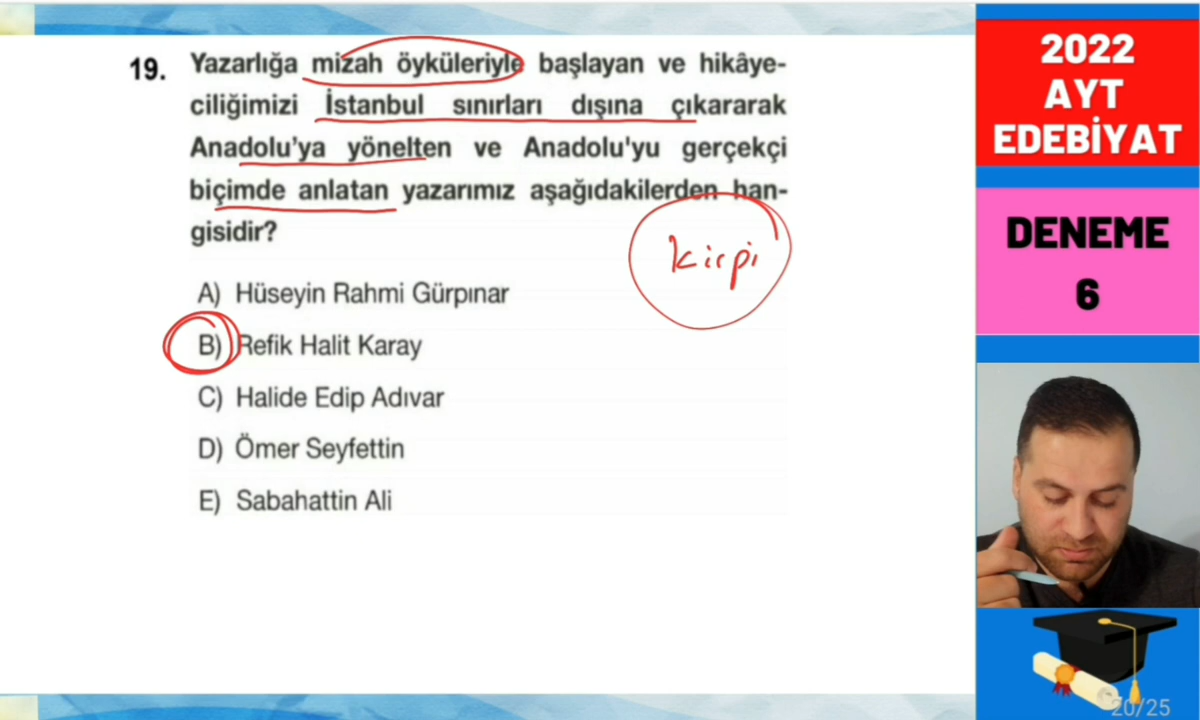 19. Yazarlığa mizah öyküleriyle başlayan ve hikâye-
ciliğimizi İstanbul sınırları dışına çıkararak
Anadolu’ya yönelten ve Anadolu'yu gerçekçi
biçimde anlatan yazarımız aşağıdakilerden han-
gisidir?
kirpi
A) Hüseyin Rahmi Gürpınar
B) Refik Halit Karay
C) Halide Edip Adıvar
D) Ömer Seyfettin
E) Sabahattin Ali
2022
AYT
EDEBİYAT
DENEME
6
20/25